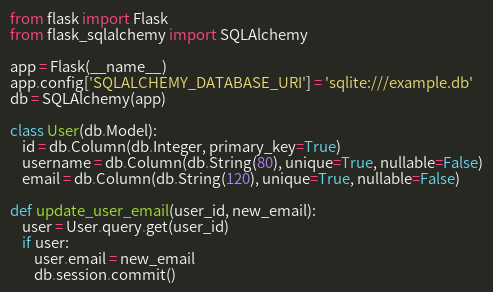 from flask import Flask
from flask_sqlalchemy import SQLAlchemy

app = Flask(__name__)
app.config['SQLALCHEMY_DATABASE_URI'] = 'sqlite:///example.db'
db = SQLAlchemy(app)

class User(db.Model):
    id = db.Column(db.Integer, primary_key=True)
    username = db.Column(db.String(80), unique=True, nullable=False)
    email = db.Column(db.String(120), unique=True, nullable=False)

def update_user_email(user_id, new_email):
    user = User.query.get(user_id)
    if user:
        user.email = new_email
        db.session.commit()